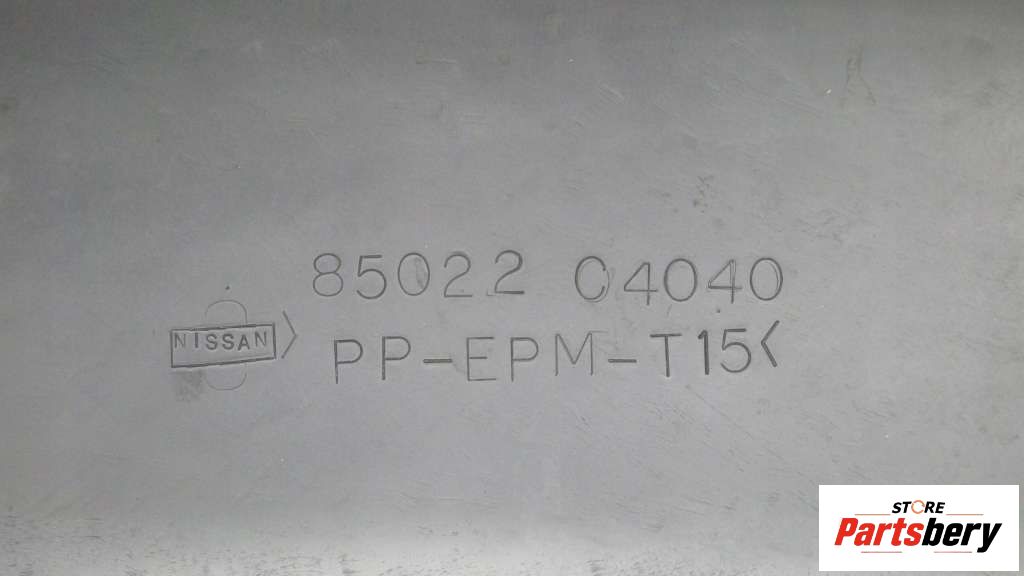 85022 C4040
NISSAN >PP-EPM-T15<
STORE
Partsbery